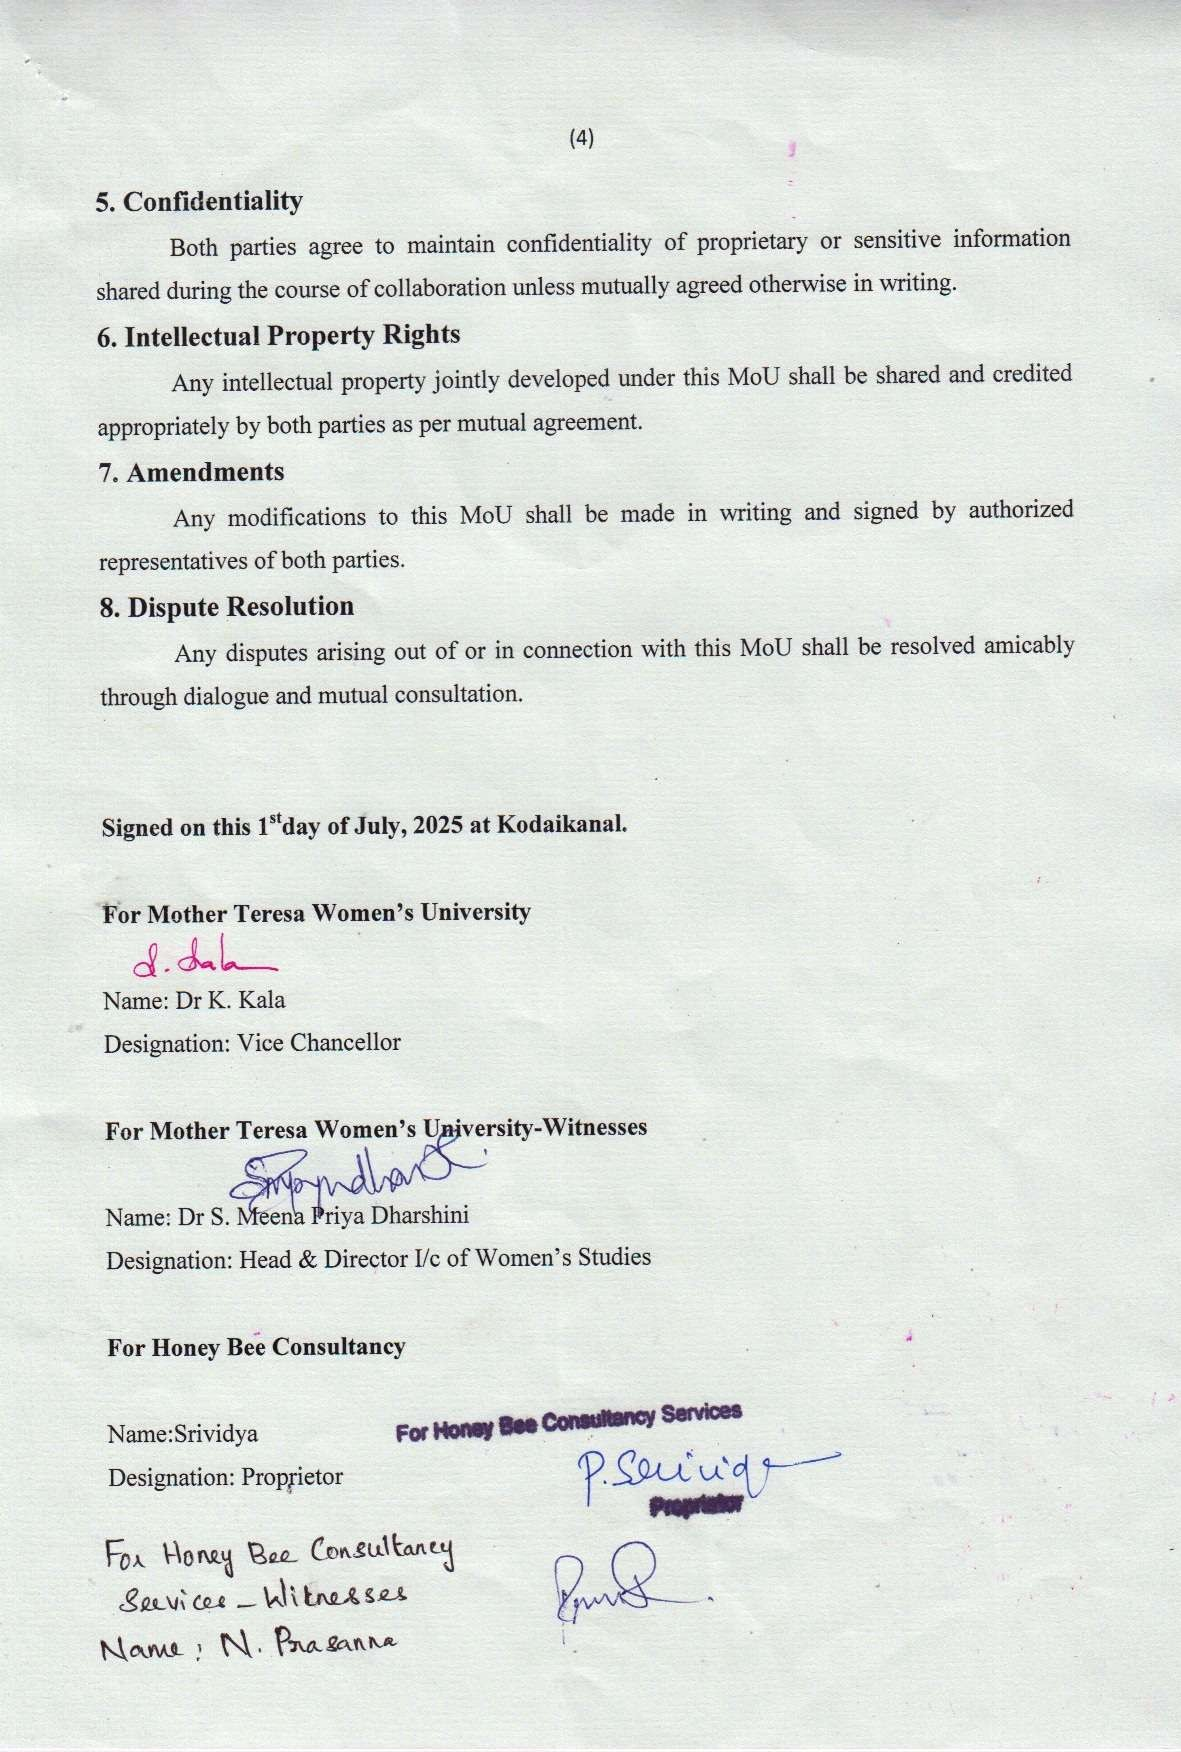 (4)
5. Confidentiality
Both parties agree to maintain confidentiality of proprietary or sensitive information
shared during the course of collaboration unless mutually agreed otherwise in writing.
6. Intellectual Property Rights
Any intellectual property jointly developed under this MoU shall be shared and credited
appropriately by both parties as per mutual agreement.
7. Amendments
Any modifications to this MoU shall be made in writing and signed by authorized
representatives of both parties.
8. Dispute Resolution
Any disputes arising out of or in connection with this MoU shall be resolved amicably
through dialogue and mutual consultation.
Signed on this 1st day of July, 2025 at Kodaikanal.
For Mother Teresa Women's University
Name: Dr K. Kala
Designation: Vice Chancellor
For Mother Teresa Women's University-Witnesses
Name: Dr S. Meena Priya Dharshini
Designation: Head & Director I/c of Women's Studies
For Honey Bee Consultancy
For Honey Bee Consultancy Services
Name:Srividya
P. Srividya
Designation: Proprietor
Proprietor
For Honey Bee Consultancy
Services - Witnesses
Name: N. Prasanna